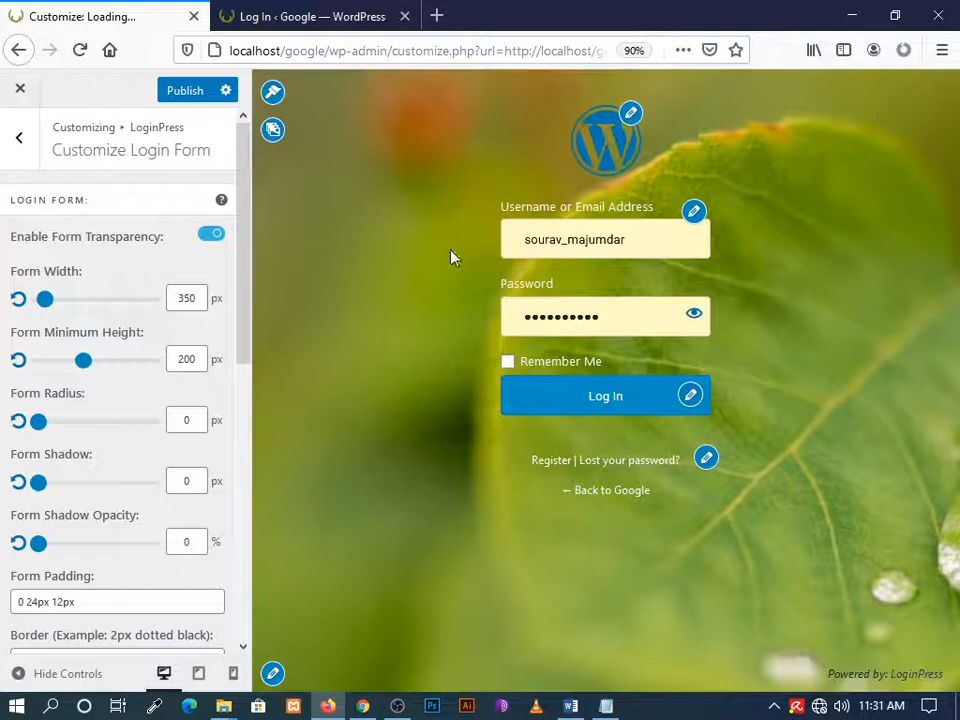 Customize: Loading...
Log In ‹ Google — WordPress
localhost/google/wp-admin/customize.php?url=http://localhost/g
90%
Publish
Customizing ▸ LoginPress
Customize Login Form
LOGIN FORM:
Enable Form Transparency:
Form Width:
350 px
Form Minimum Height:
200 px
Form Radius:
0 px
Form Shadow:
0 px
Form Shadow Opacity:
0 %
Form Padding:
0 24px 12px
Border (Example: 2px dotted black):
Hide Controls
Username or Email Address
sourav_majumdar
Password
Remember Me
Log In
Register | Lost your password?
← Back to Google
Powered by: LoginPress
11:31 AM